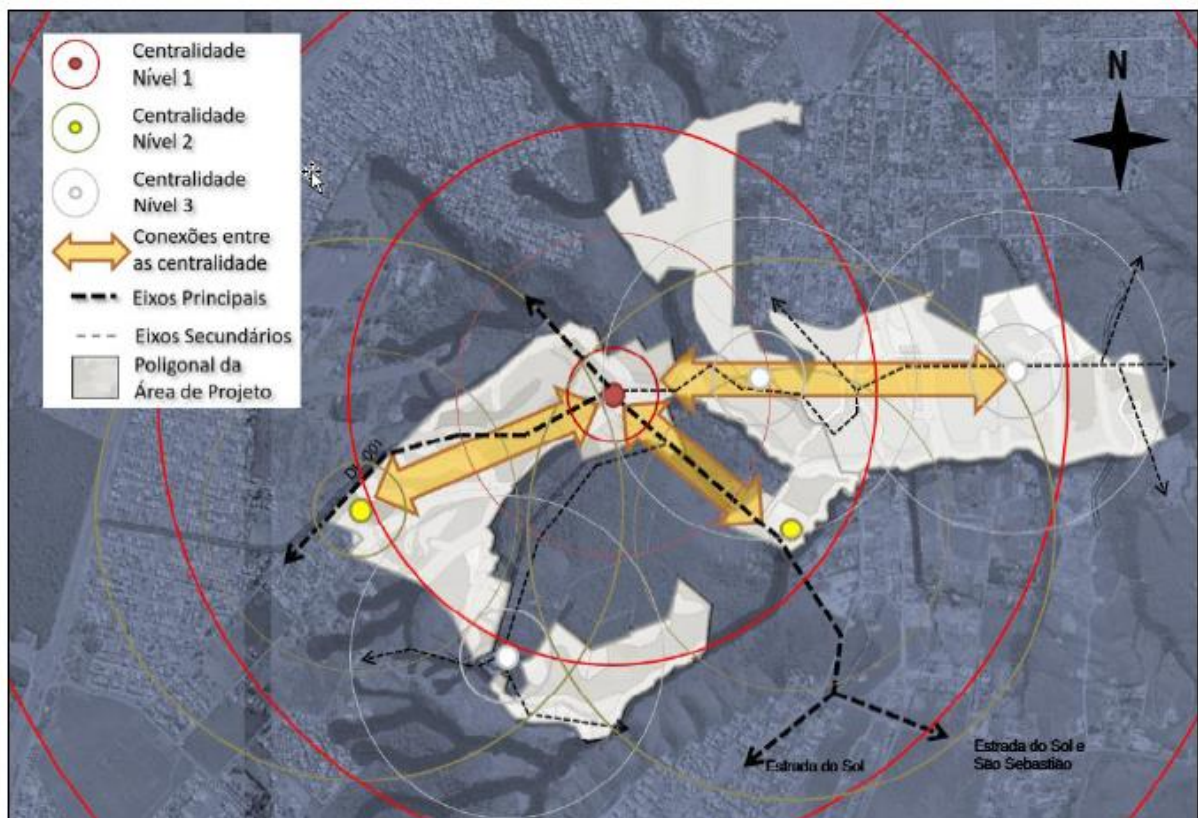 Centralidade
Nível 1
Centralidade
Nível 2
Centralidade
Nível 3
Conexões entre
as centralidade
Eixos Principais
Eixos Secundários
Poligonal da
Área de Projeto
N
Estrada do Sol
Estrada do Sol e
São Sebastião